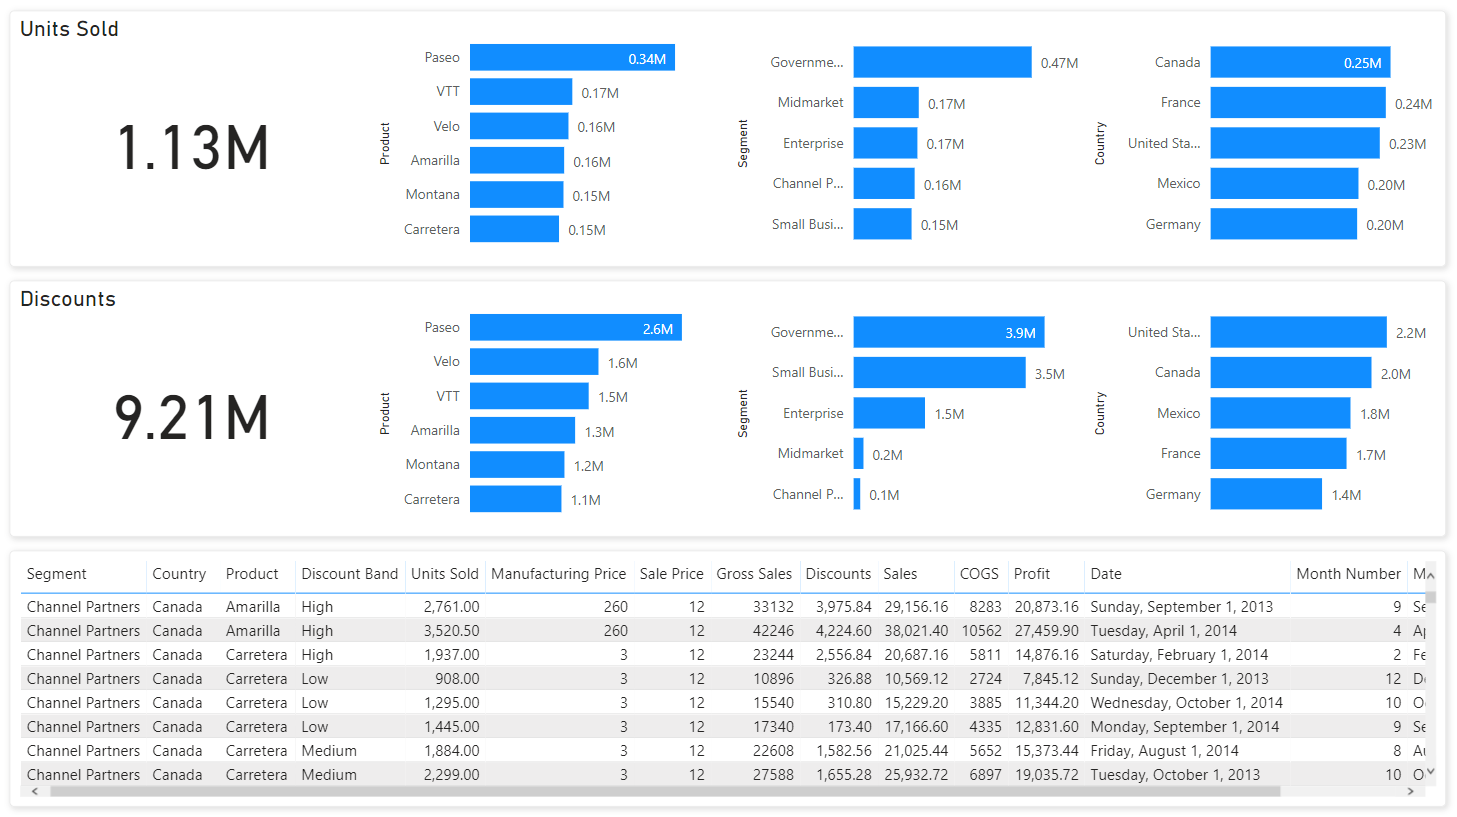 Units Sold
1.13M
Product
Paseo 0.34M
VTT 0.17M
Velo 0.16M
Amarilla 0.16M
Montana 0.15M
Carretera 0.15M
Segment
Governme... 0.47M
Midmarket 0.17M
Enterprise 0.17M
Channel P... 0.16M
Small Busi... 0.15M
Country
Canada 0.25M
France 0.24M
United Sta... 0.23M
Mexico 0.20M
Germany 0.20M
Discounts
9.21M
Product
Paseo 2.6M
Velo 1.6M
VTT 1.5M
Amarilla 1.3M
Montana 1.2M
Carretera 1.1M
Segment
Governme... 3.9M
Small Busi... 3.5M
Enterprise 1.5M
Midmarket 0.2M
Channel P... 0.1M
Country
United Sta... 2.2M
Canada 2.0M
Mexico 1.8M
France 1.7M
Germany 1.4M
Segment Country Product Discount Band Units Sold Manufacturing Price Sale Price Gross Sales Discounts Sales COGS Profit Date Month Number M
Channel Partners Canada Amarilla High 2,761.00 260 12 33132 3,975.84 29,156.16 8283 20,873.16 Sunday, September 1, 2013 9 Se
Channel Partners Canada Amarilla High 3,520.50 260 12 42246 4,224.60 38,021.40 10562 27,459.90 Tuesday, April 1, 2014 4 Ap
Channel Partners Canada Carretera High 1,937.00 3 12 23244 2,556.84 20,687.16 5811 14,876.16 Saturday, February 1, 2014 2 Fe
Channel Partners Canada Carretera Low 908.00 3 12 10896 326.88 10,569.12 2724 7,845.12 Sunday, December 1, 2013 12 De
Channel Partners Canada Carretera Low 1,295.00 3 12 15540 310.80 15,229.20 3885 11,344.20 Wednesday, October 1, 2014 10 O
Channel Partners Canada Carretera Low 1,445.00 3 12 17340 173.40 17,166.60 4335 12,831.60 Monday, September 1, 2014 9 Se
Channel Partners Canada Carretera Medium 1,884.00 3 12 22608 1,582.56 21,025.44 5652 15,373.44 Friday, August 1, 2014 8 Au
Channel Partners Canada Carretera Medium 2,299.00 3 12 27588 1,655.28 25,932.72 6897 19,035.72 Tuesday, October 1, 2013 10 O